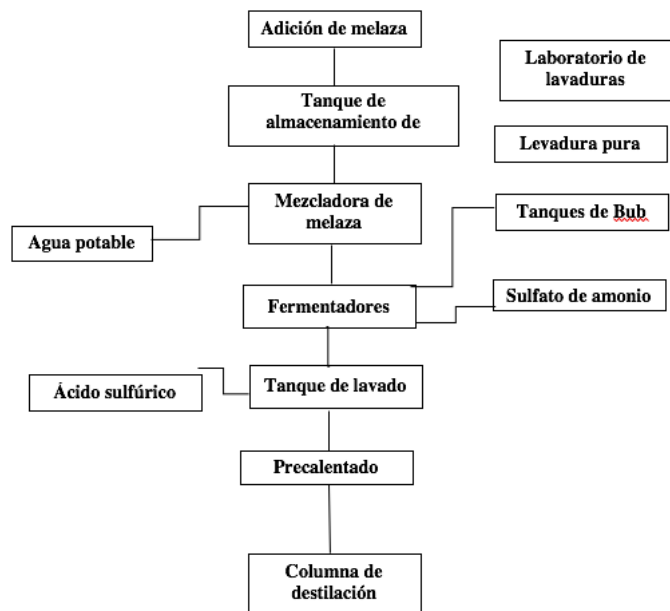 Adición de melaza
Laboratorio de
lavaduras
Tanque de
almacenamiento de
Levadura pura
Mezcladora de
melaza
Tanques de Bub
Agua potable
Fermentadores
Sulfato de amonio
Tanque de lavado
Ácido sulfúrico
Precalentado
Columna de
destilación